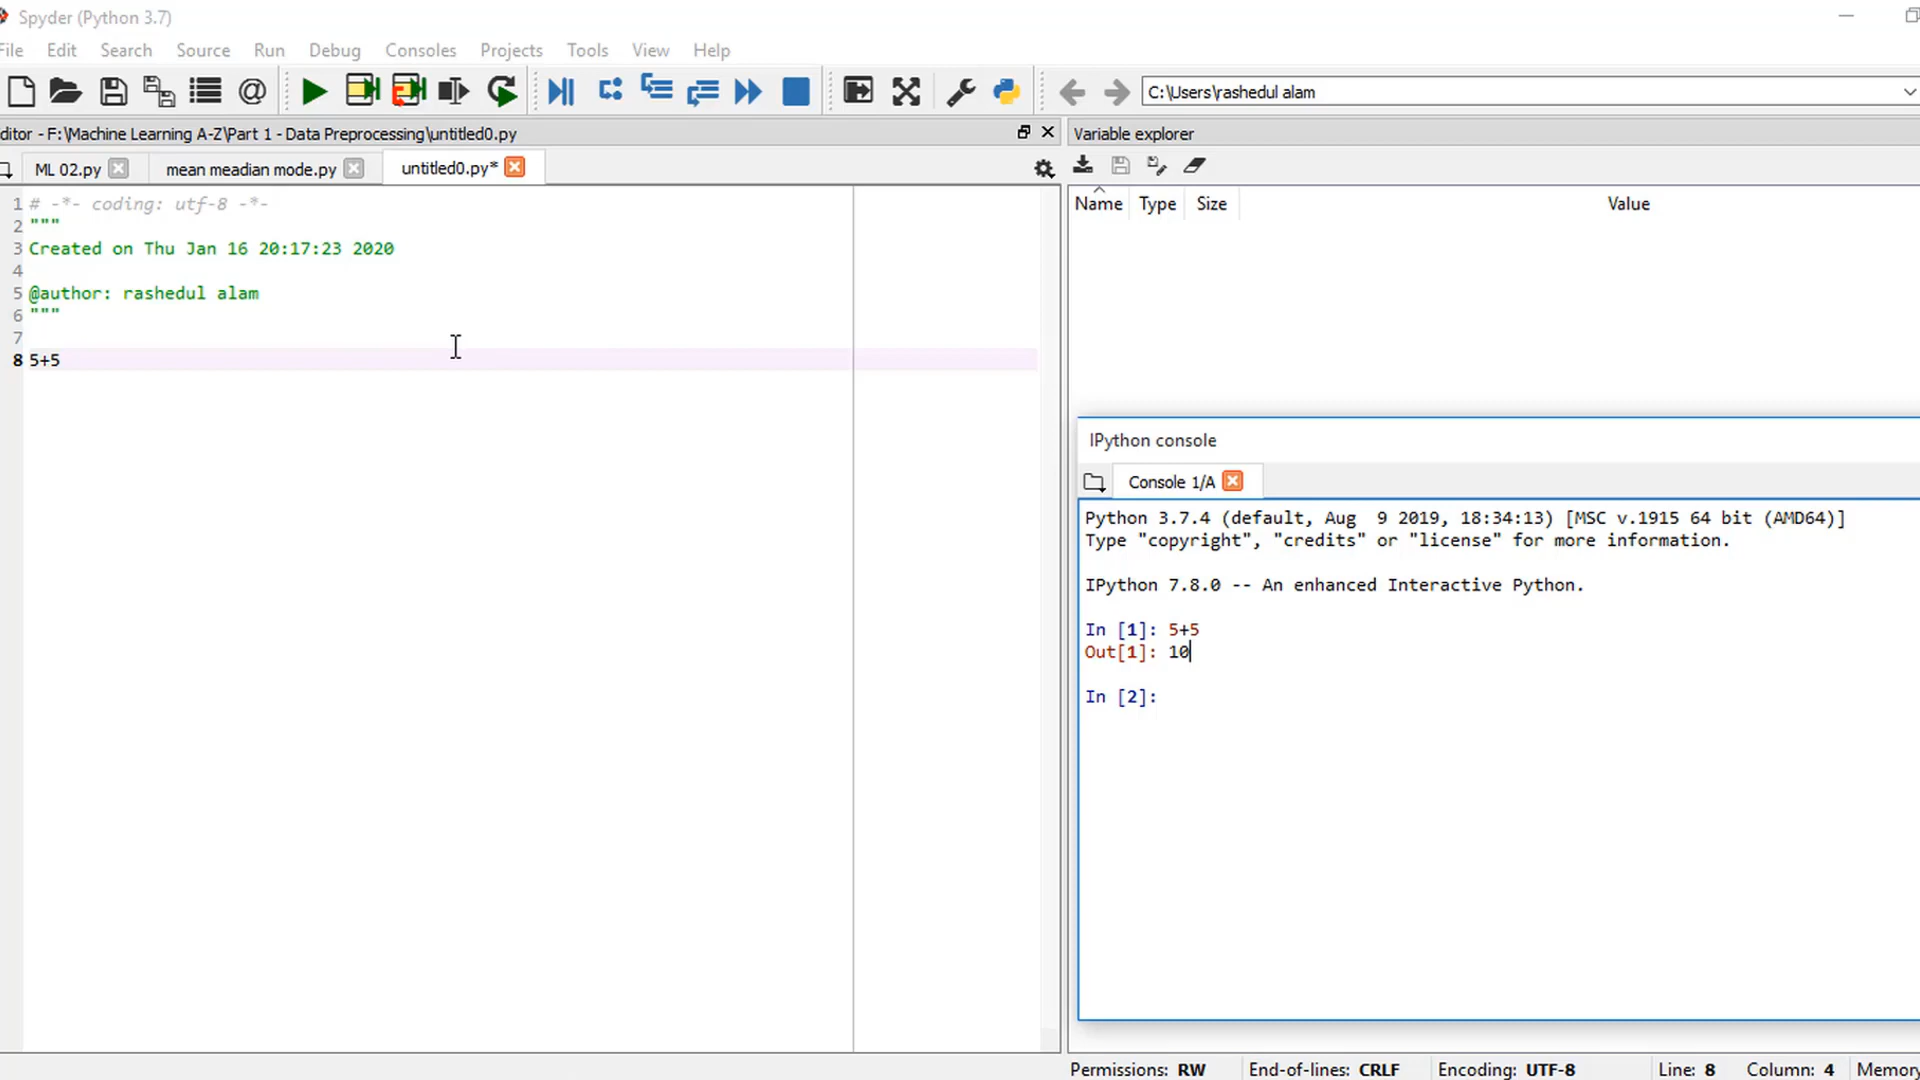 Spyder (Python 3.7)
File Edit Search Source Run Debug Consoles Projects Tools View Help
C:\Users\rashedul alam
ditor - F:\Machine Learning A-Z\Part 1 - Data Preprocessing\untitled0.py
Variable explorer
ML 02.py mean meadian mode.py untitled0.py*
Name Type Size Value
1 # -*- coding: utf-8 -*-
2 """
3 Created on Thu Jan 16 20:17:23 2020
4
5 @author: rashedul alam
6 """
7
8 5+5
IPython console
Console 1/A
Python 3.7.4 (default, Aug  9 2019, 18:34:13) [MSC v.1915 64 bit (AMD64)]
Type "copyright", "credits" or "license" for more information.
IPython 7.8.0 -- An enhanced Interactive Python.
In [1]: 5+5
Out[1]: 10
In [2]:
Permissions: RW End-of-lines: CRLF Encoding: UTF-8 Line: 8 Column: 4 Memory